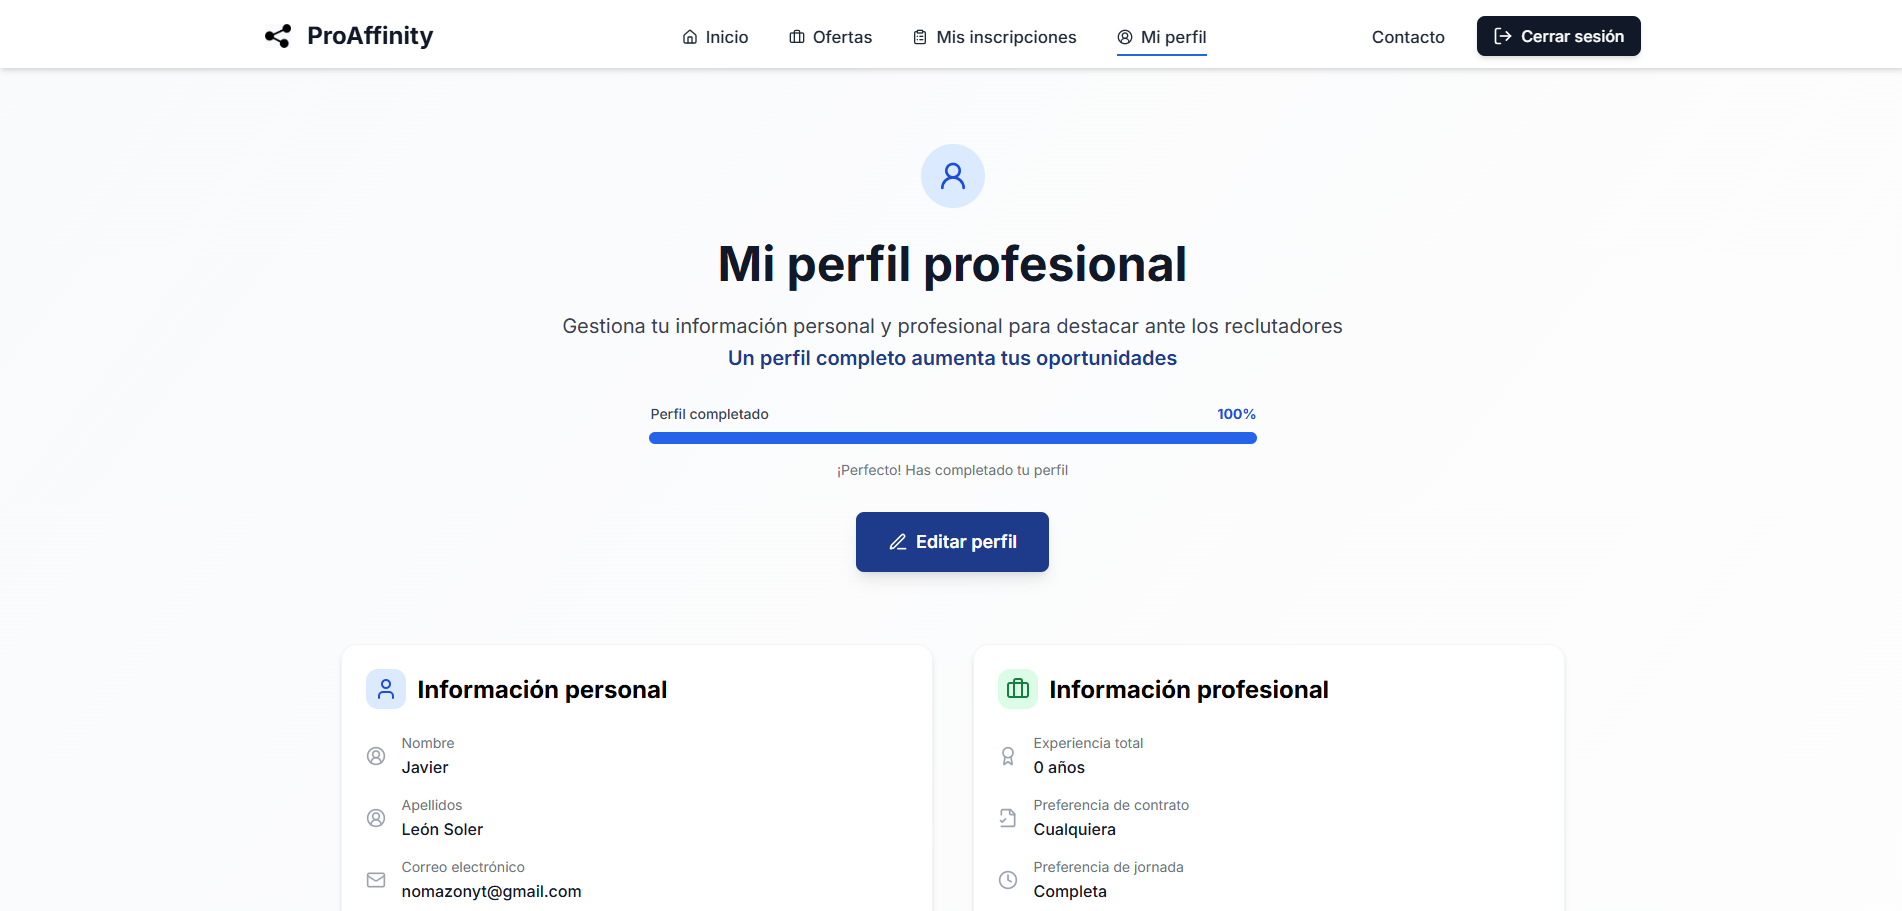 ProAffinity
Inicio
Ofertas
Mis inscripciones
Mi perfil
Contacto
Cerrar sesión
Mi perfil profesional
Gestiona tu información personal y profesional para destacar ante los reclutadores
Un perfil completo aumenta tus oportunidades
Perfil completado
100%
¡Perfecto! Has completado tu perfil
Editar perfil
Información personal
Nombre
Javier
Apellidos
León Soler
Correo electrónico
nomazonyt@gmail.com
Información profesional
Experiencia total
0 años
Preferencia de contrato
Cualquiera
Preferencia de jornada
Completa